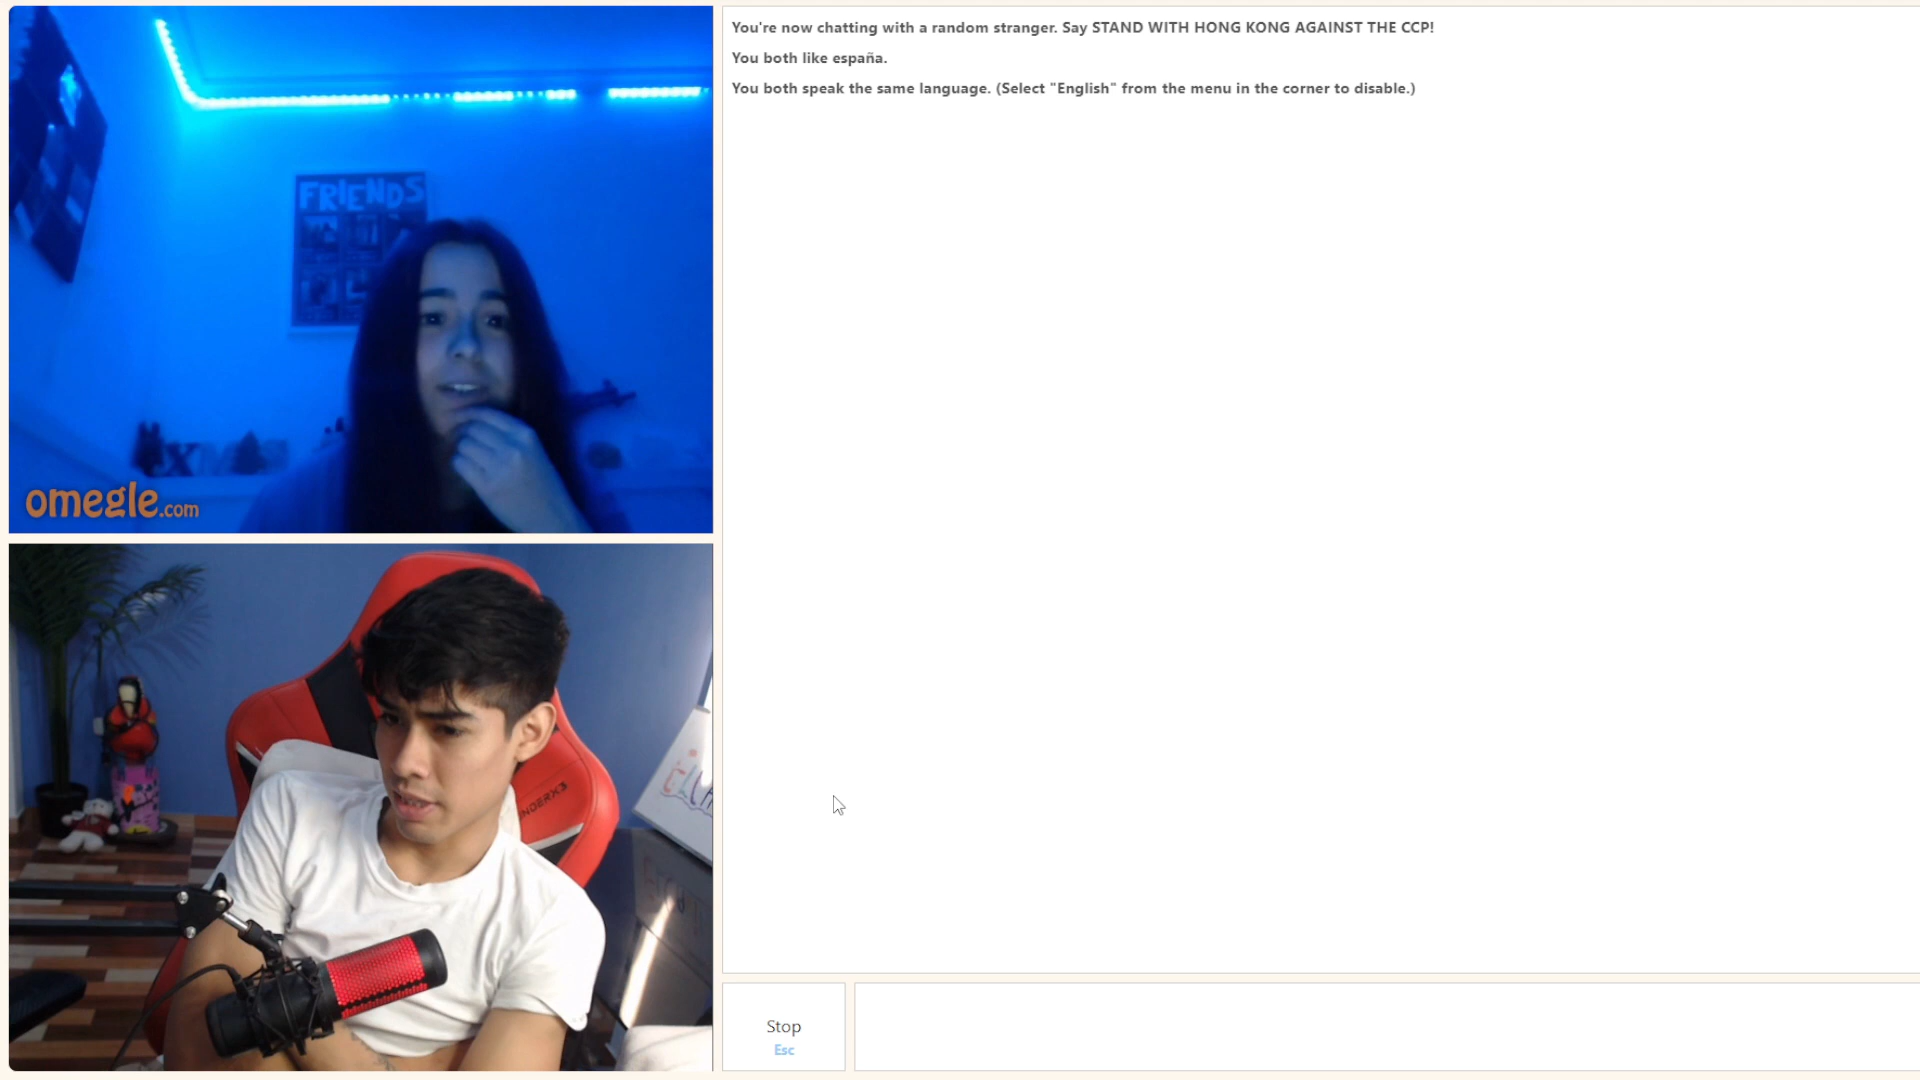 You're now chatting with a random stranger. Say STAND WITH HONG KONG AGAINST THE CCP!
You both like españa.
You both speak the same language. (Select "English" from the menu in the corner to disable.)
FRIENDS
omegle.com
Stop
Esc